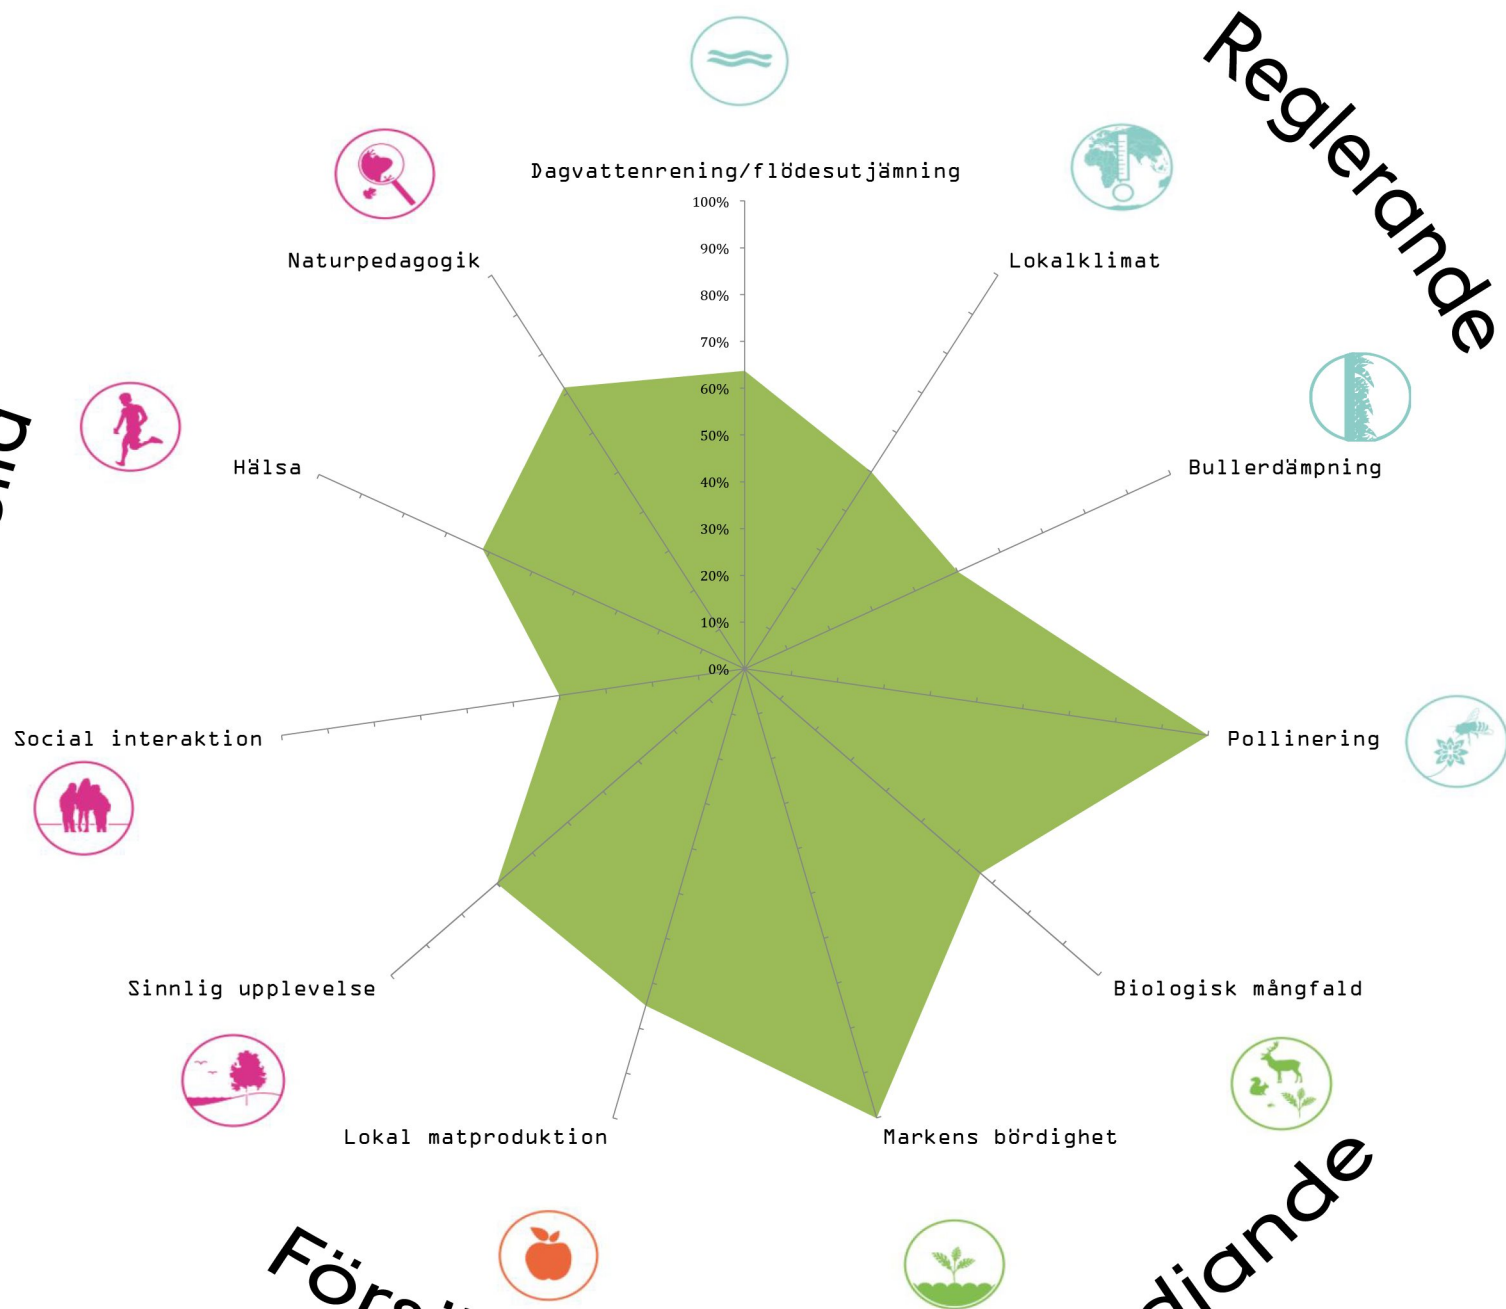 Reglerande
Dagvattenrening/flödesutjämning
100%
90%
80%
70%
60%
50%
40%
30%
20%
10%
0%
Naturpedagogik
Lokalklimat
Hälsa
Bullerdämpning
Social interaktion
Pollinering
Sinnlig upplevelse
Biologisk mångfald
Lokal matproduktion
Markens bördighet